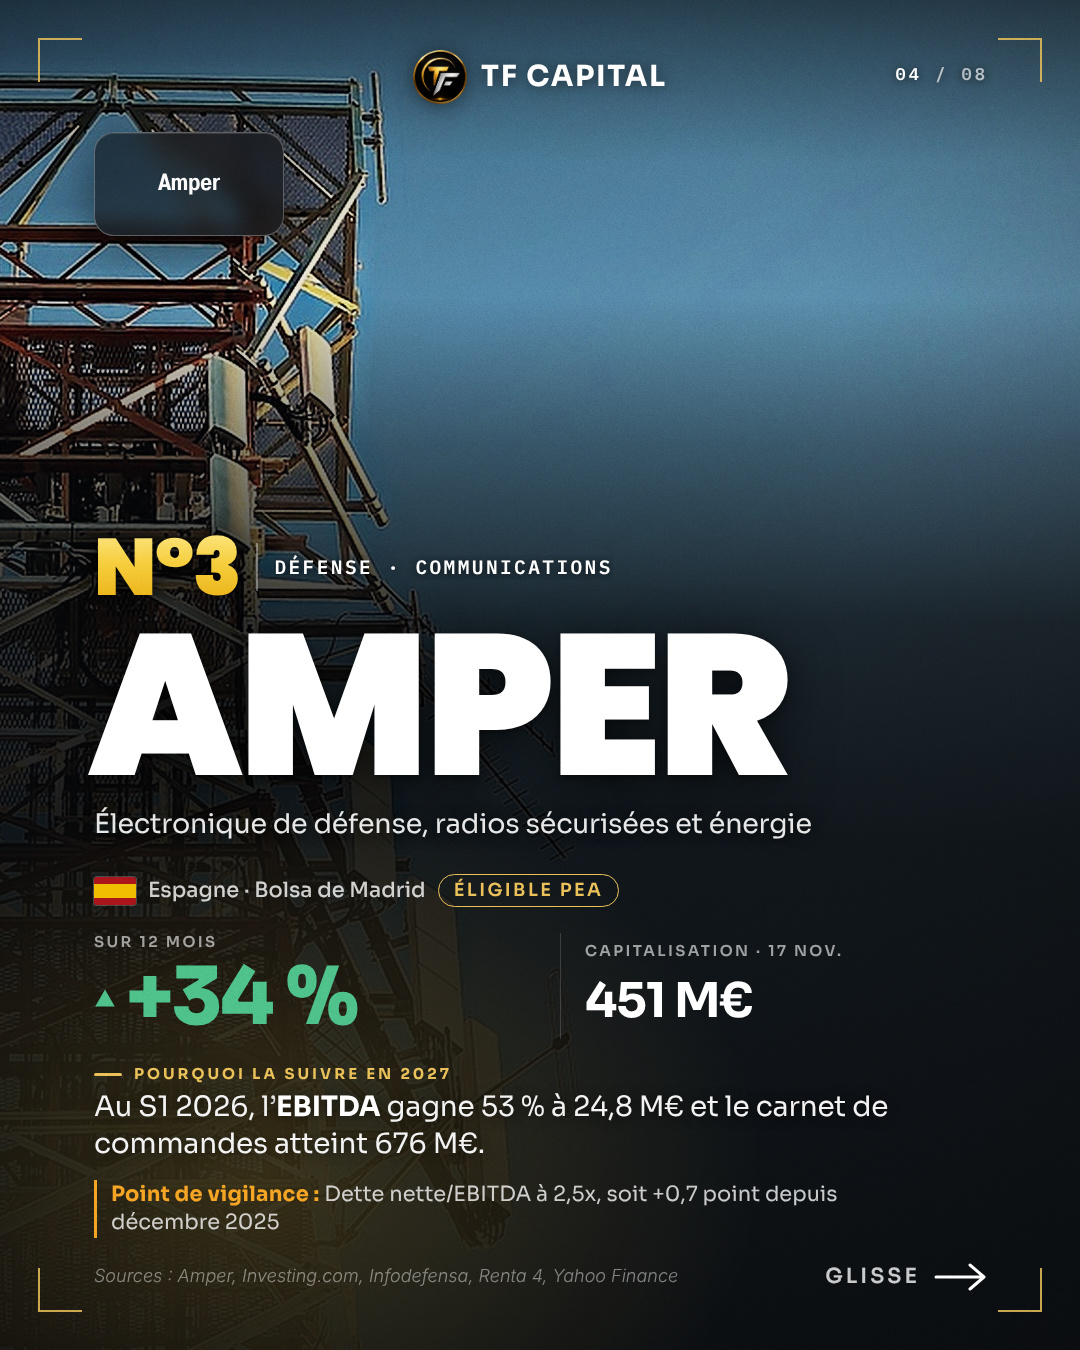 TF CAPITAL
04 / 08
Amper
Nº3
DÉFENSE · COMMUNICATIONS
AMPER
Électronique de défense, radios sécurisées et énergie
Espagne · Bolsa de Madrid
ÉLIGIBLE PEA
SUR 12 MOIS
▲ +34 %
CAPITALISATION · 17 NOV.
451 M€
POURQUOI LA SUIVRE EN 2027
Au S1 2026, l’EBITDA gagne 53 % à 24,8 M€ et le carnet de
commandes atteint 676 M€.
Point de vigilance : Dette nette/EBITDA à 2,5x, soit +0,7 point depuis
décembre 2025
Sources : Amper, Investing.com, Infodefensa, Renta 4, Yahoo Finance
GLISSE →